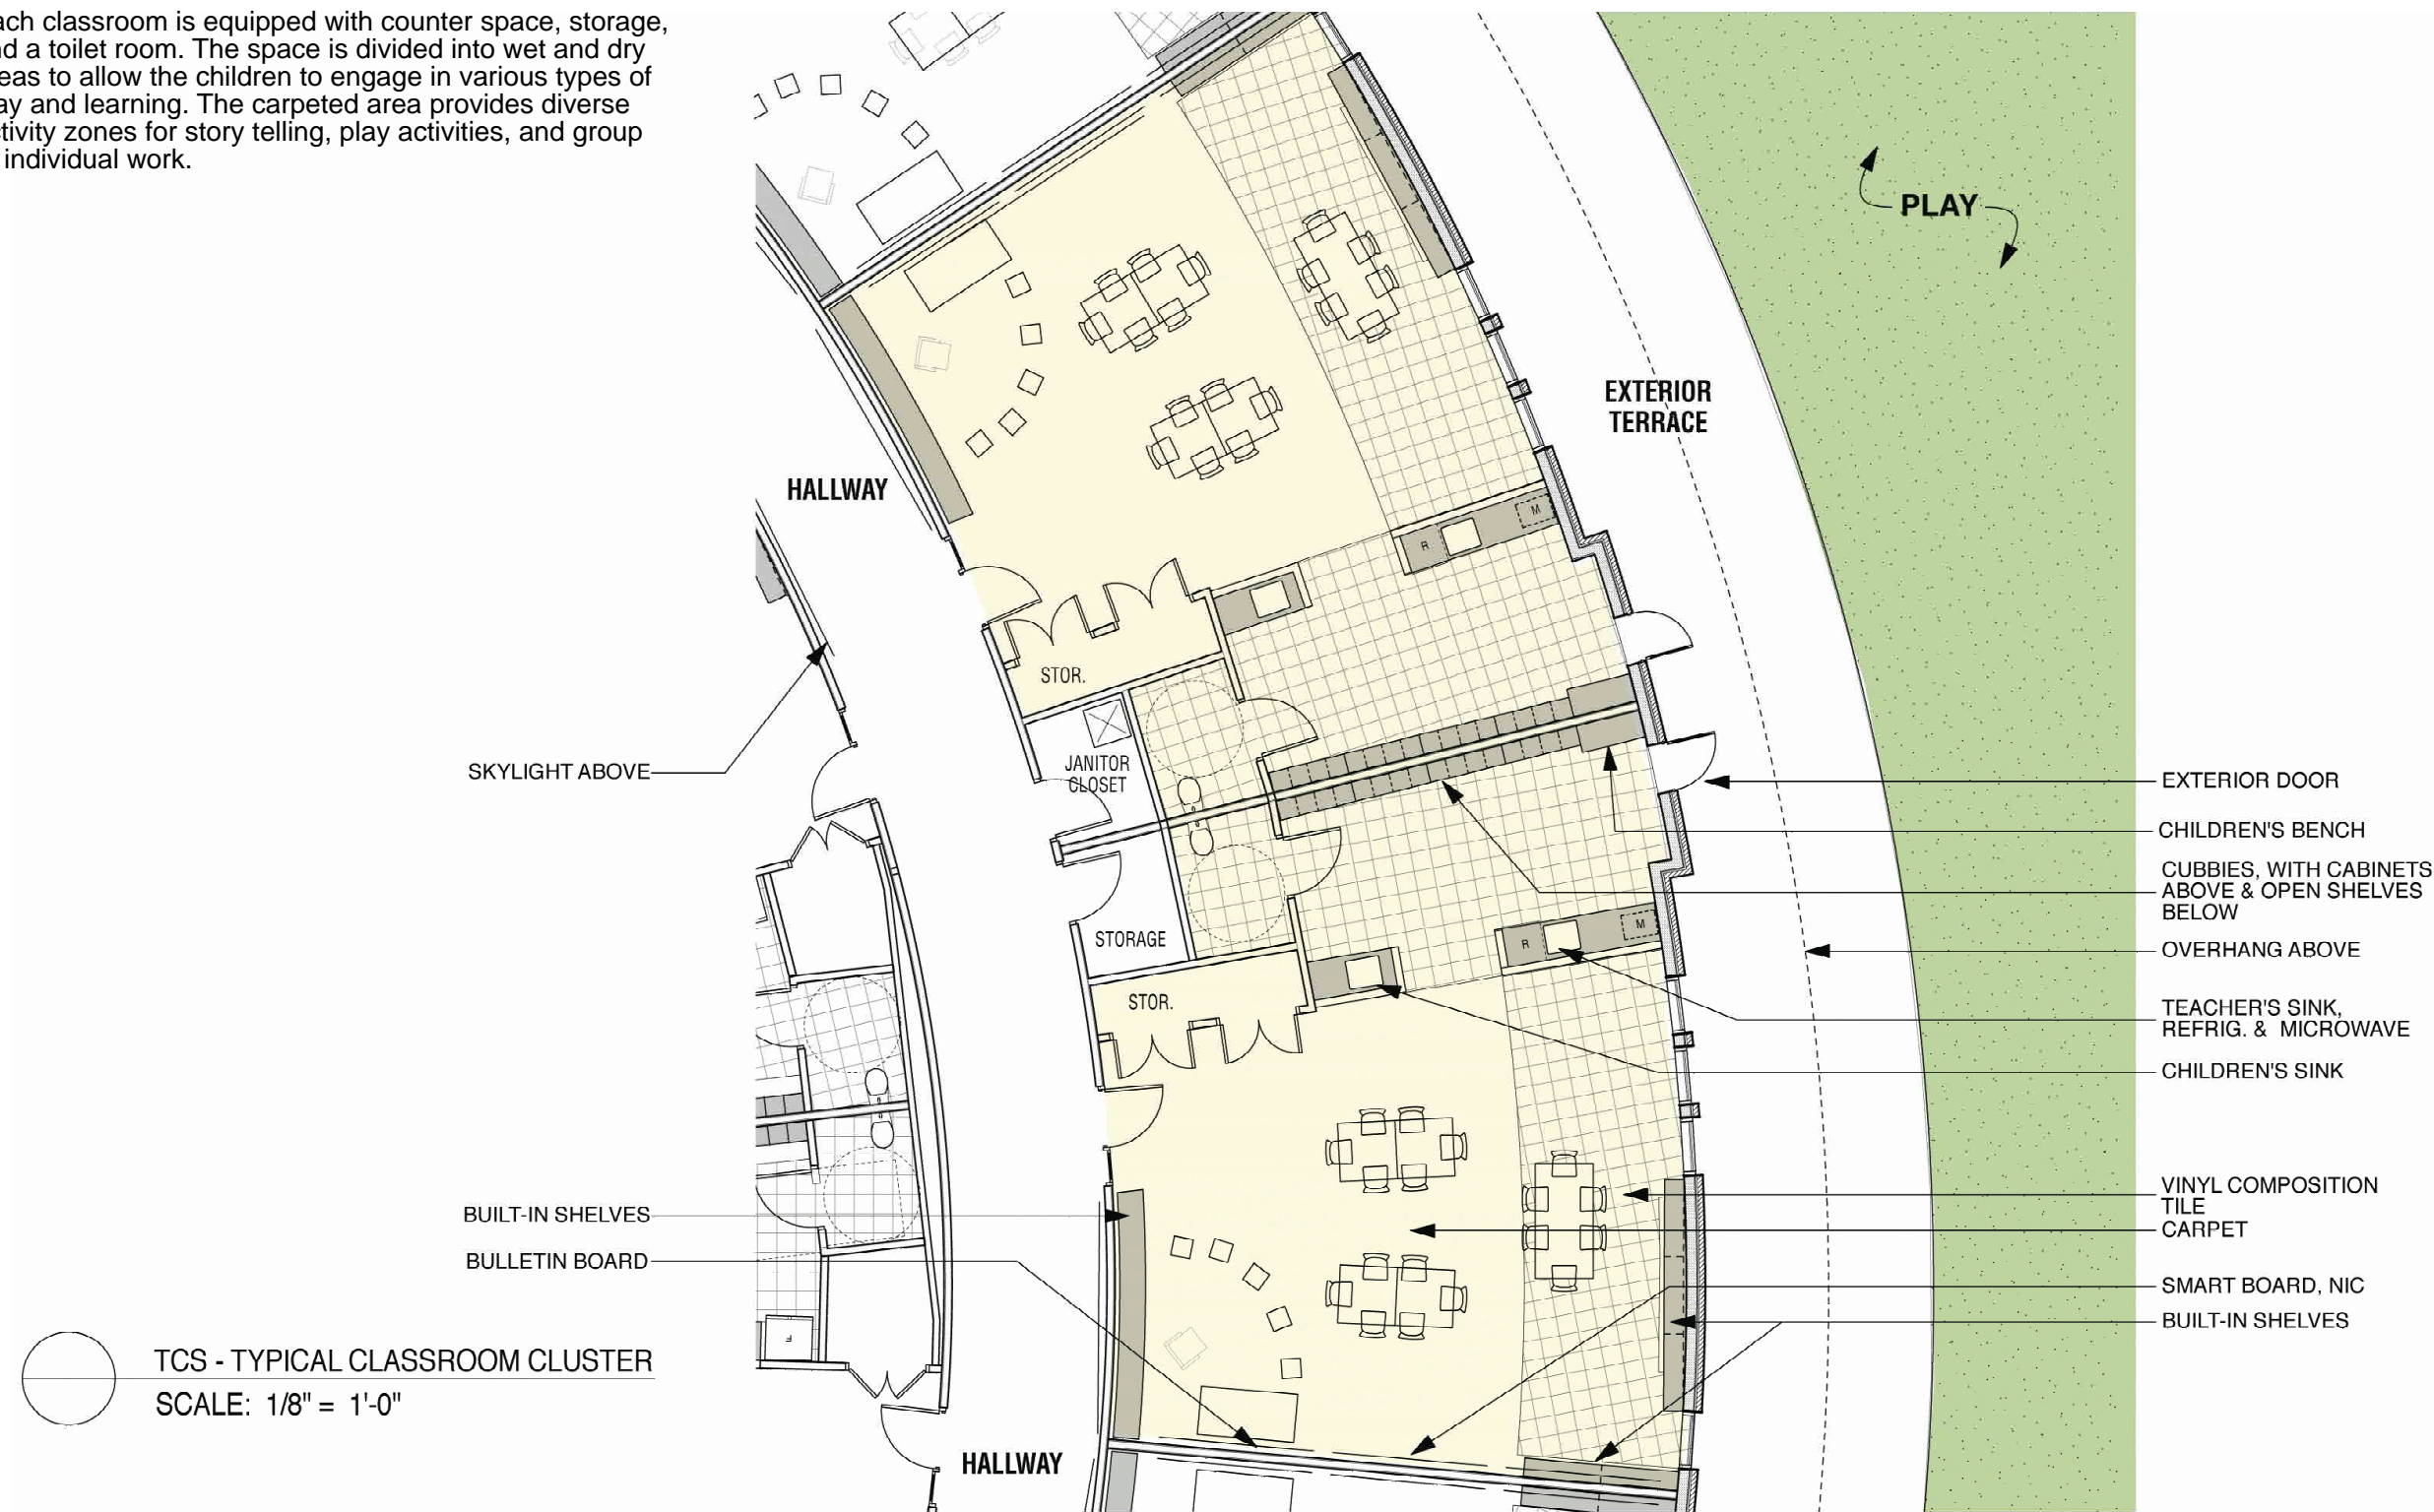 ach classroom is equipped with counter space, storage,
d a toilet room. The space is divided into wet and dry
eas to allow the children to engage in various types of
ay and learning. The carpeted area provides diverse
ctivity zones for story telling, play activities, and group
individual work.
PLAY
EXTERIOR
TERRACE
HALLWAY
M
R
STOR.
JANITOR
CLOSET
SKYLIGHT ABOVE
EXTERIOR DOOR
CHILDREN'S BENCH
CUBBIES, WITH CABINETS
ABOVE & OPEN SHELVES
BELOW
STORAGE
R
M
OVERHANG ABOVE
STOR.
TEACHER'S SINK,
REFRIG. & MICROWAVE
CHILDREN'S SINK
VINYL COMPOSITION
TILE
BUILT-IN SHELVES
CARPET
BULLETIN BOARD
SMART BOARD, NIC
BUILT-IN SHELVES
TCS - TYPICAL CLASSROOM CLUSTER
SCALE: 1/8" = 1'-0"
HALLWAY